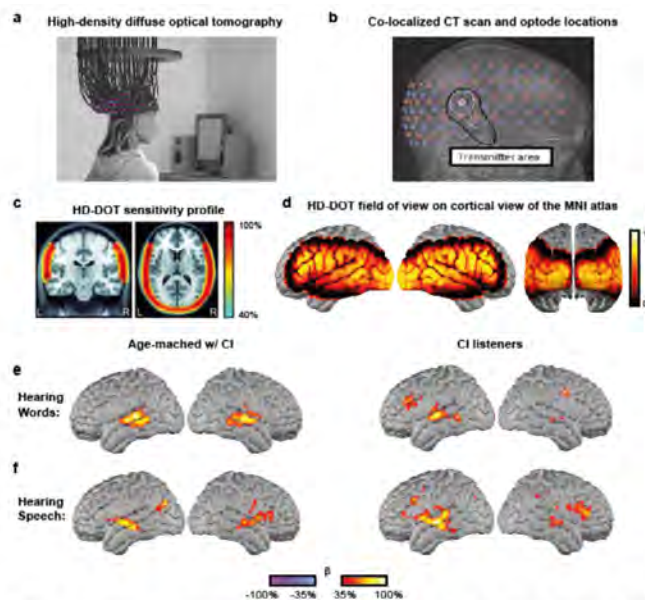 a High-density diffuse optical tomography
b Co-localized CT scan and optode locations
Transmitter area
c HD-DOT sensitivity profile
100%
L R L R
40%
d HD-DOT field of view on cortical view of the MNI atlas
Age-mached w/ CI
CI listeners
e
Hearing
Words:
f
Hearing
Speech:
β
-100% -35% 35% 100%